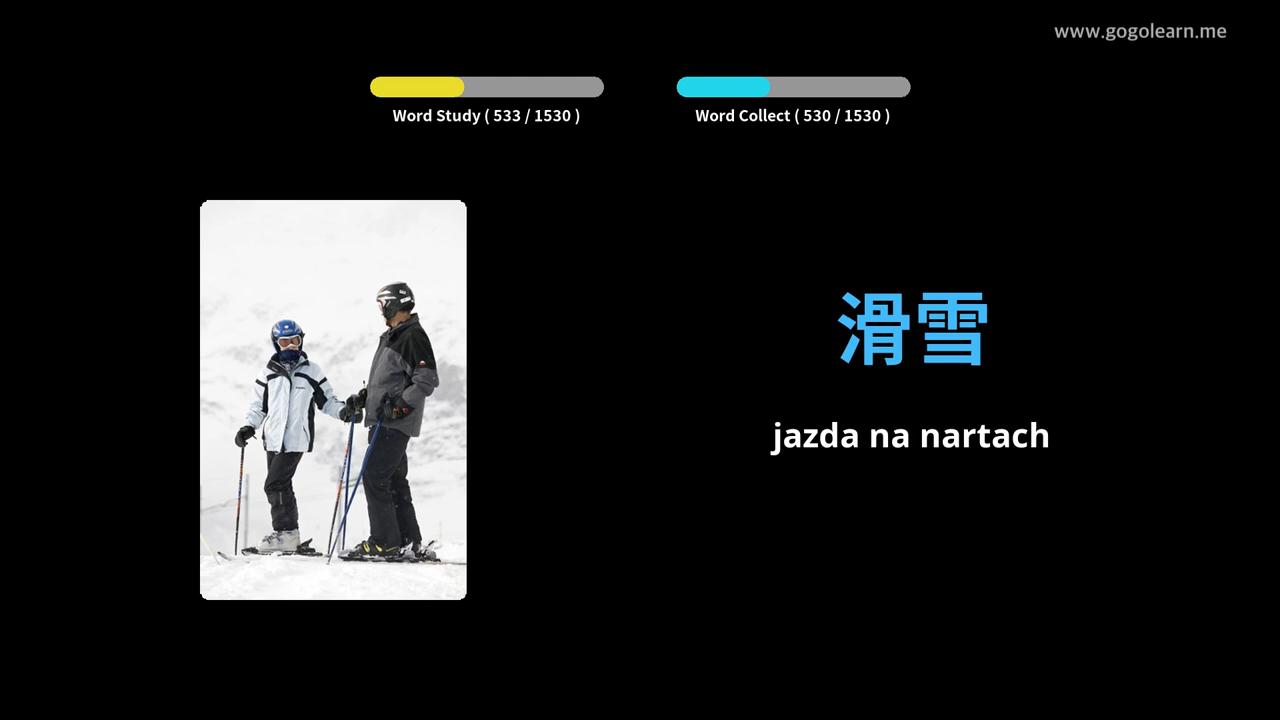 www.gogolearn.me
Word Study ( 533 / 1530 )
Word Collect ( 530 / 1530 )
滑雪
jazda na nartach